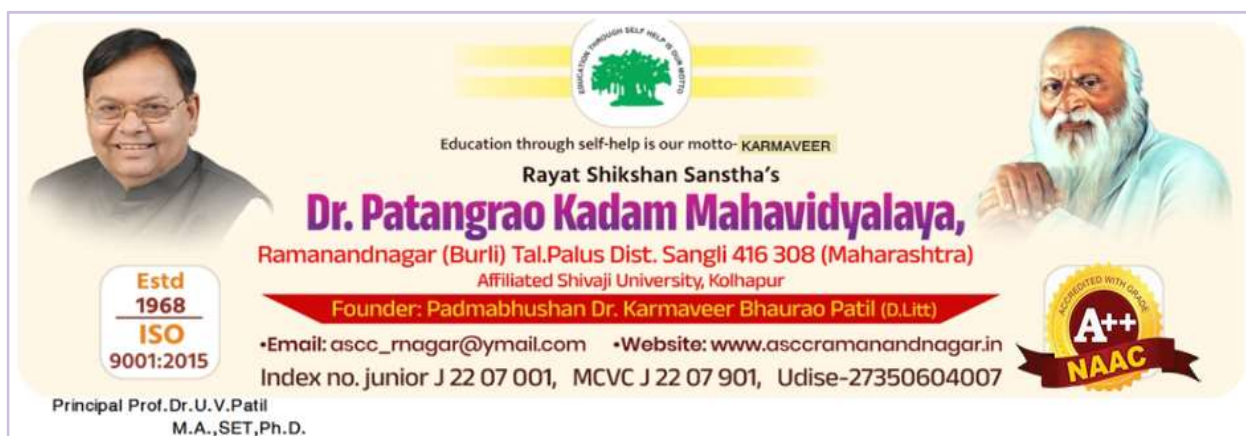 EDUCATION THROUGH SELF HELP IS OUR MOTTO
Education through self-help is our motto- KARMAVEER
Rayat Shikshan Sanstha's
Dr. Patangrao Kadam Mahavidyalaya,
Ramanandnagar (Burli) Tal.Palus Dist. Sangli 416 308 (Maharashtra)
Affiliated Shivaji University, Kolhapur
Founder: Padmabhushan Dr. Karmaveer Bhaurao Patil (D.Litt)
Estd
1968
ISO
9001:2015
•Email: ascc_rnagar@ymail.com •Website: www.asccramanandnagar.in
Index no. junior J 22 07 001, MCVC J 22 07 901, Udise-27350604007
ACCREDITED WITH GRADE
A++
NAAC
Principal Prof.Dr.U.V.Patil
M.A.,SET,Ph.D.